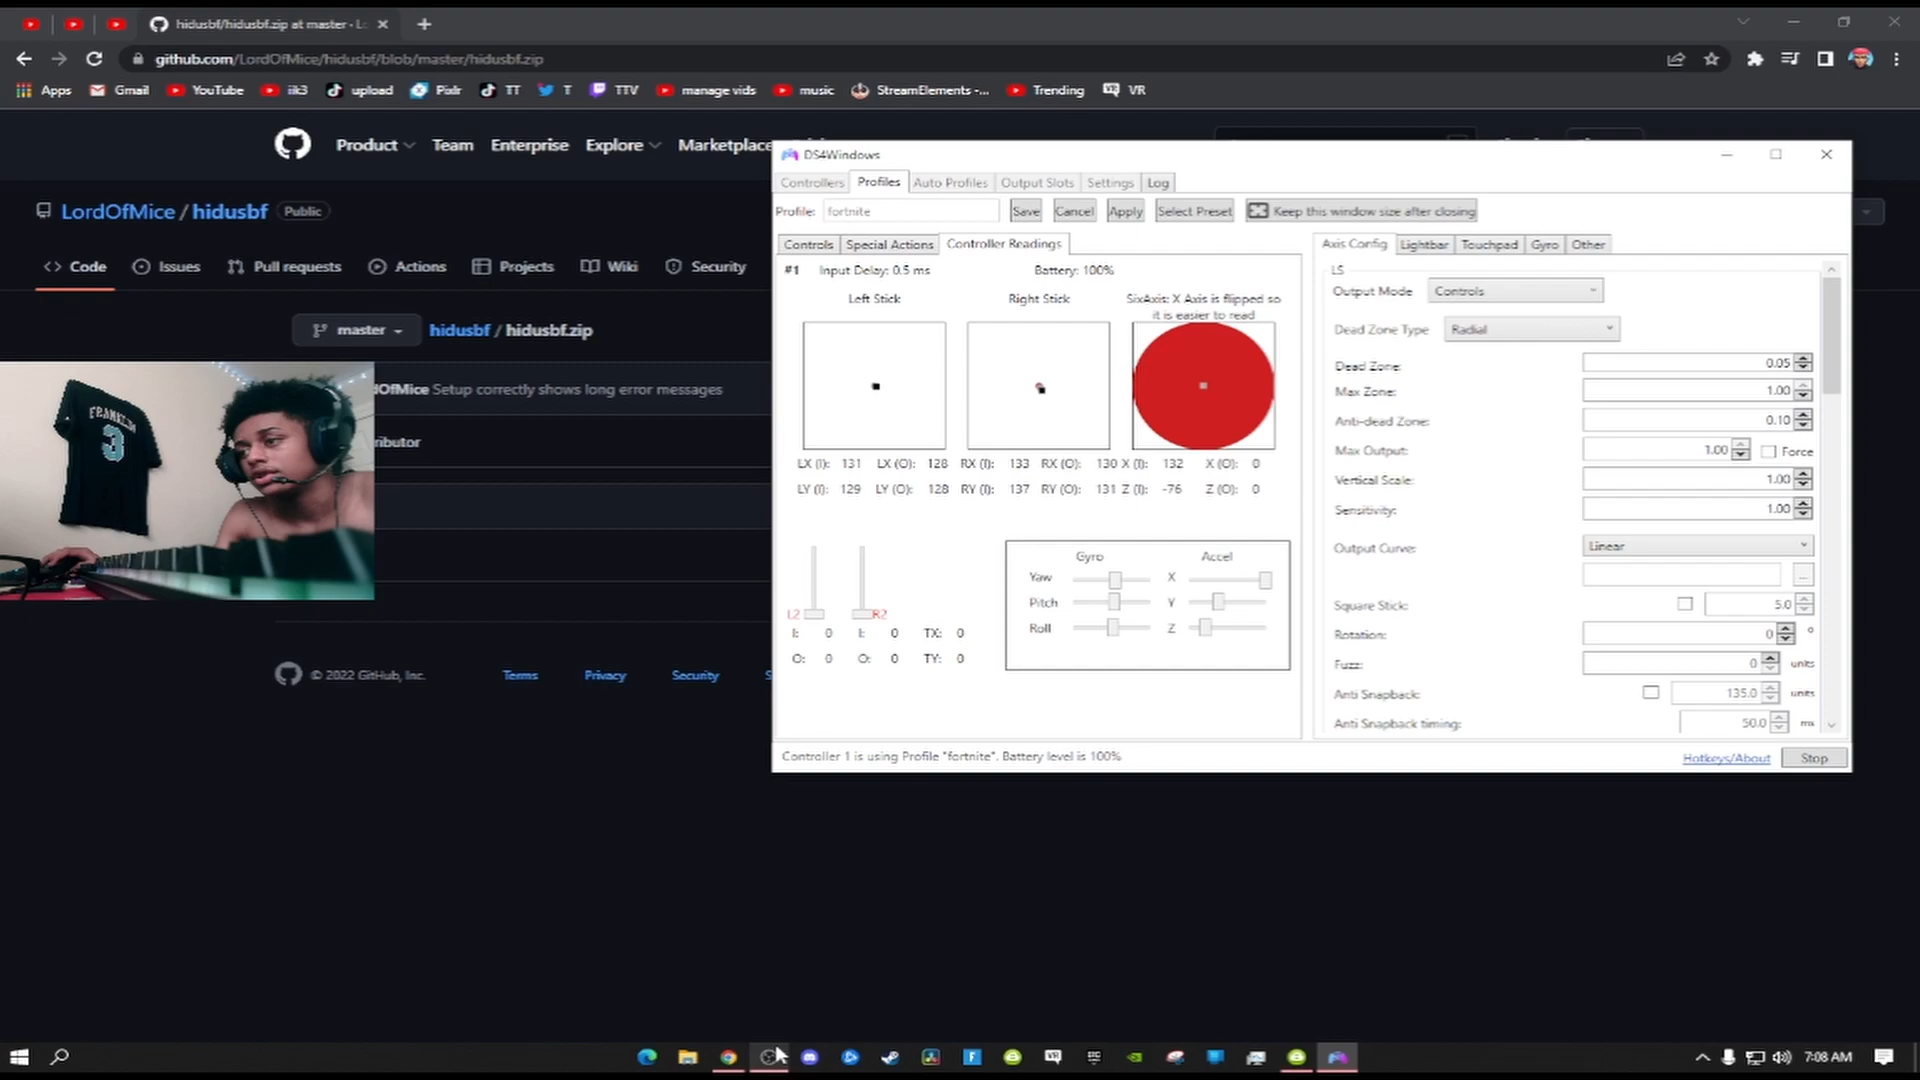 hidusbf/hidusbf.zip at master · L
github.com/LordOfMice/hidusbf/blob/master/hidusbf.zip
Apps Gmail YouTube iik3 upload Pixlr TT T TTV manage vids music StreamElements -... Trending VR
Product Team Enterprise Explore Marketplace
LordOfMice / hidusbf Public
Code Issues Pull requests Actions Projects Wiki Security
master hidusbf / hidusbf.zip
dOfMice Setup correctly shows long error messages
ributor
FRANKLIN
3
© 2022 GitHub, Inc. Terms Privacy Security S
DS4Windows
Controllers Profiles Auto Profiles Output Slots Settings Log
Profile: fortnite Save Cancel Apply Select Preset Keep this window size after closing
Controls Special Actions Controller Readings
#1 Input Delay: 0.5 ms Battery: 100%
Left Stick Right Stick SixAxis: X Axis is flipped so
it is easier to read
LX (I): 131 LX (O): 128 RX (I): 133 RX (O): 130 X (I): 132 X (O): 0
LY (I): 129 LY (O): 128 RY (I): 137 RY (O): 131 Z (I): -76 Z (O): 0
L2 R2
I: 0 I: 0 TX: 0
O: 0 O: 0 TY: 0
Gyro Accel
Yaw X
Pitch Y
Roll Z
Axis Config Lightbar Touchpad Gyro Other
LS
Output Mode Controls
Dead Zone Type Radial
Dead Zone: 0.05
Max Zone: 1.00
Anti-dead Zone: 0.10
Max Output: 1.00 Force
Vertical Scale: 1.00
Sensitivity: 1.00
Output Curve: Linear
...
Square Stick: 5.0
Rotation: 0 °
Fuzz: 0 units
Anti Snapback: 135.0 units
Anti Snapback timing: 50.0 ms
Controller 1 is using Profile "fortnite". Battery level is 100%
Hotkeys/About Stop
7:08 AM